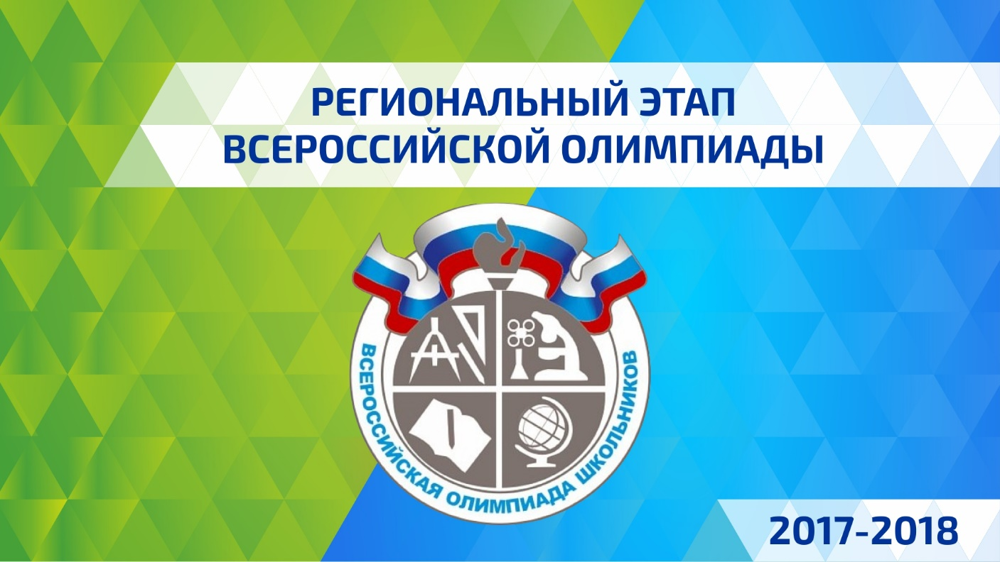 РЕГИОНАЛЬНЫЙ ЭТАП
ВСЕРОССИЙСКОЙ ОЛИМПИАДЫ
ВСЕРОССИЙСКАЯ ОЛИМПИАДА ШКОЛЬНИКОВ
2017-2018